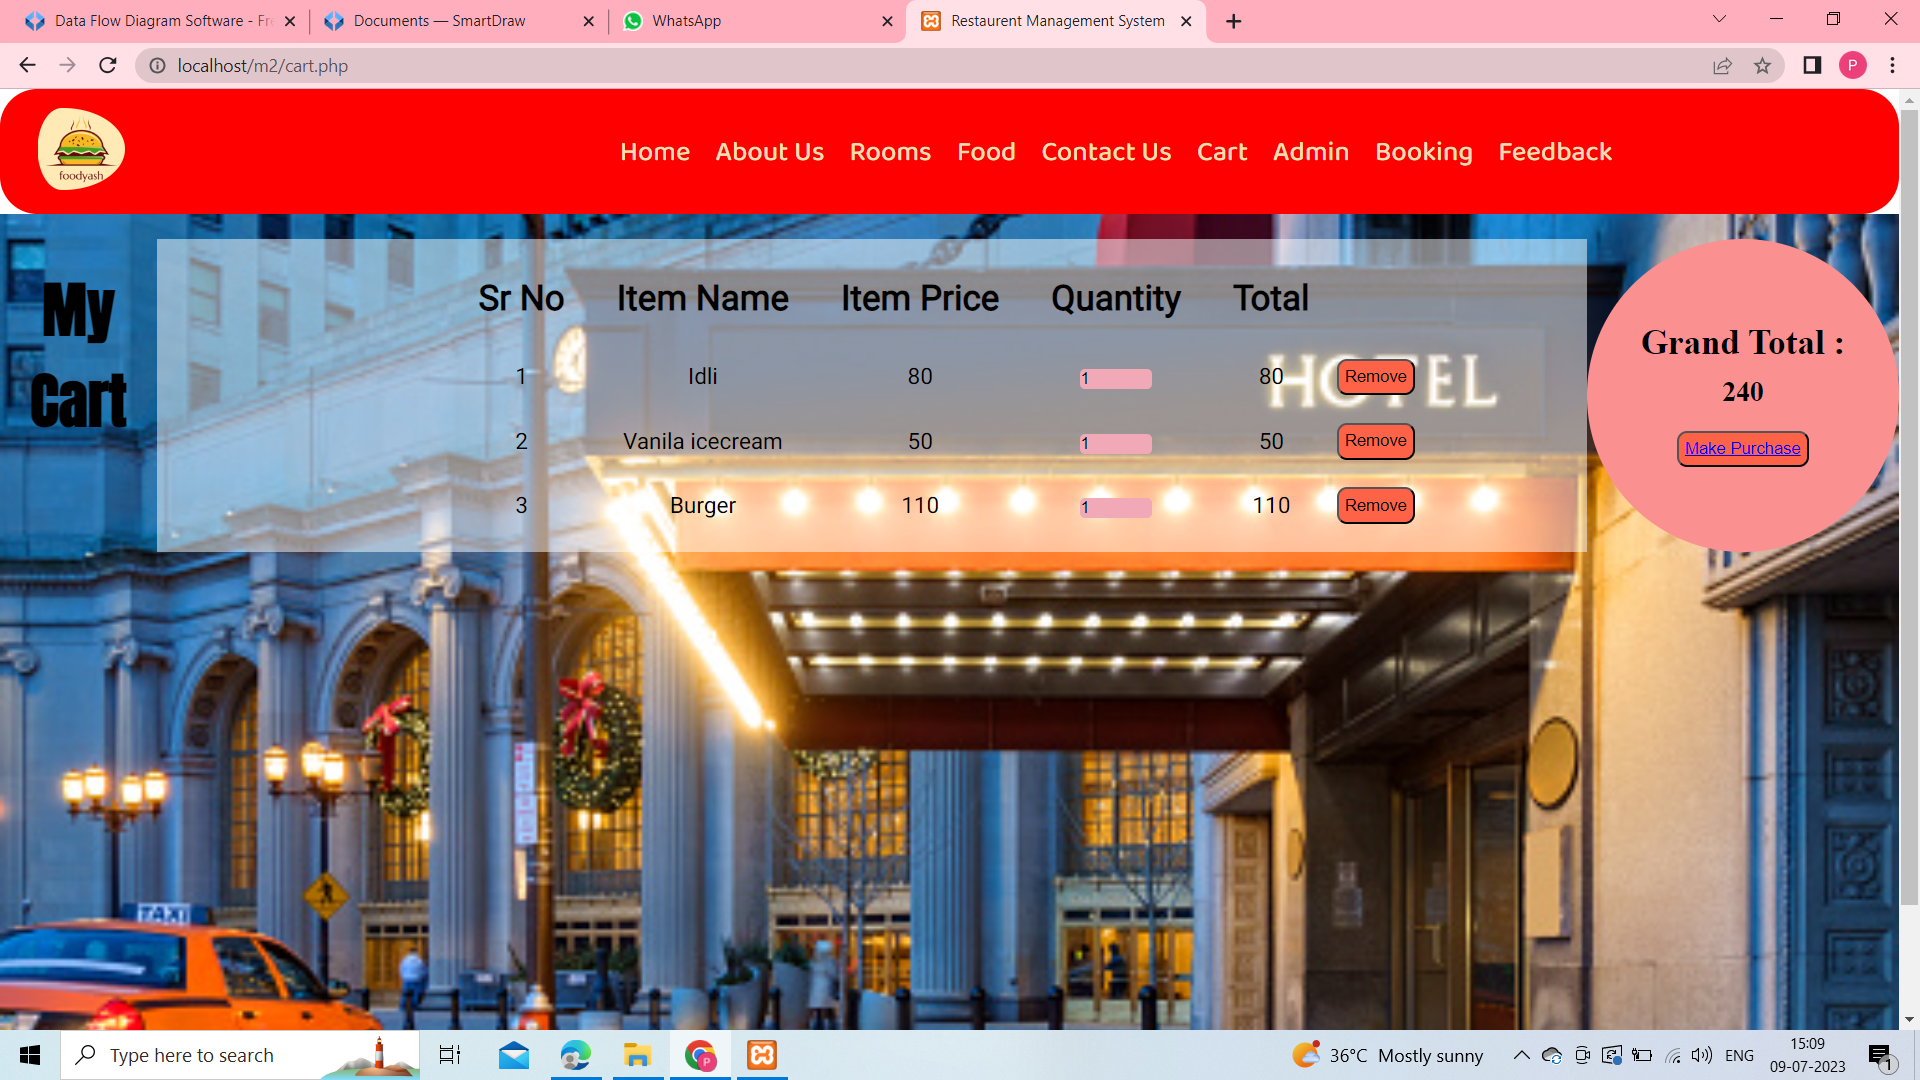 Data Flow Diagram Software - Fre
Documents — SmartDraw
WhatsApp
Restaurent Management System
localhost/m2/cart.php
P
foodyash
Home About Us Rooms Food Contact Us Cart Admin Booking Feedback
My
Cart
Sr No Item Name Item Price Quantity Total
1 Idli 80 1 80 Remove
2 Vanila icecream 50 1 50 Remove
3 Burger 110 1 110 Remove
HOTEL
Grand Total :
240
Make Purchase
TAXI
Type here to search
P
36°C Mostly sunny
ENG
15:09
09-07-2023
1